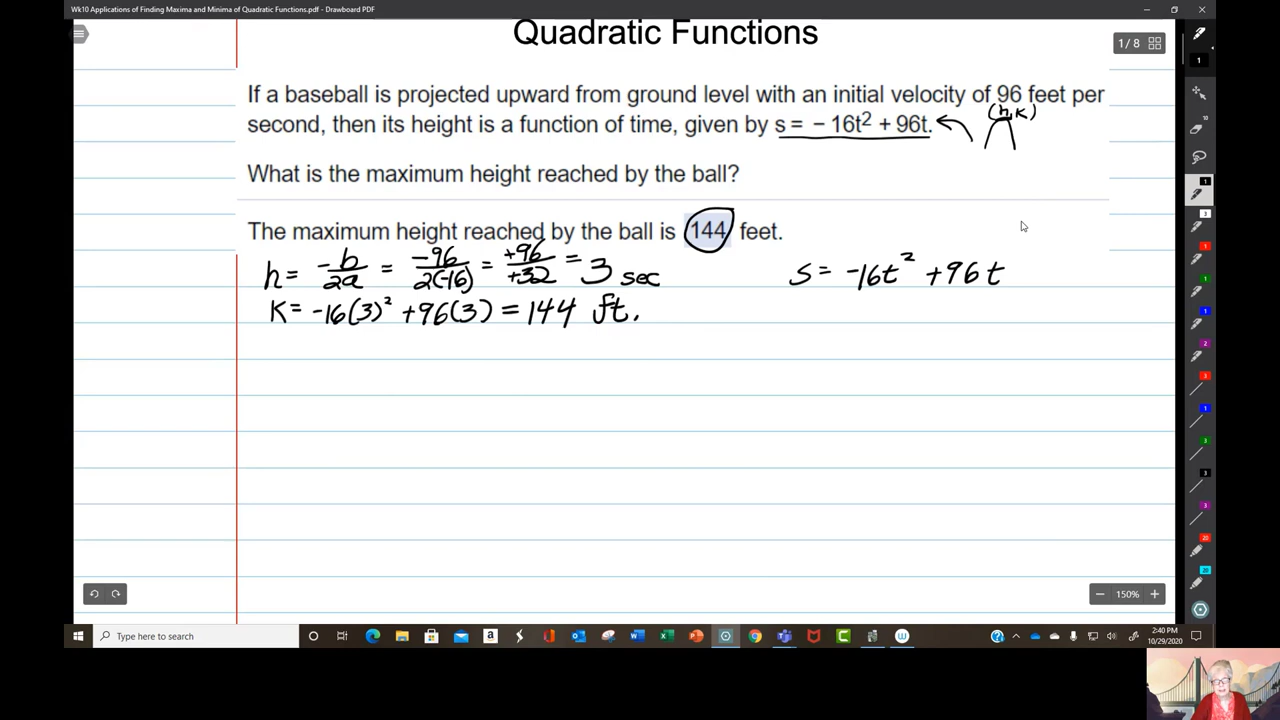 Wk10 Applications of Finding Maxima and Minima of Quadratic Functions.pdf - Drawboard PDF
Quadratic Functions
1 / 8
If a baseball is projected upward from ground level with an initial velocity of 96 feet per
second, then its height is a function of time, given by s = − 16t² + 96t.
(h, k)
What is the maximum height reached by the ball?
The maximum height reached by the ball is 144 feet.
h = -b/2a = -96/2(-16) = +96/+32 = 3 sec
s = -16t² + 96t
K = -16(3)² + 96(3) = 144 ft.
150%
Type here to search
2:40 PM
10/29/2020